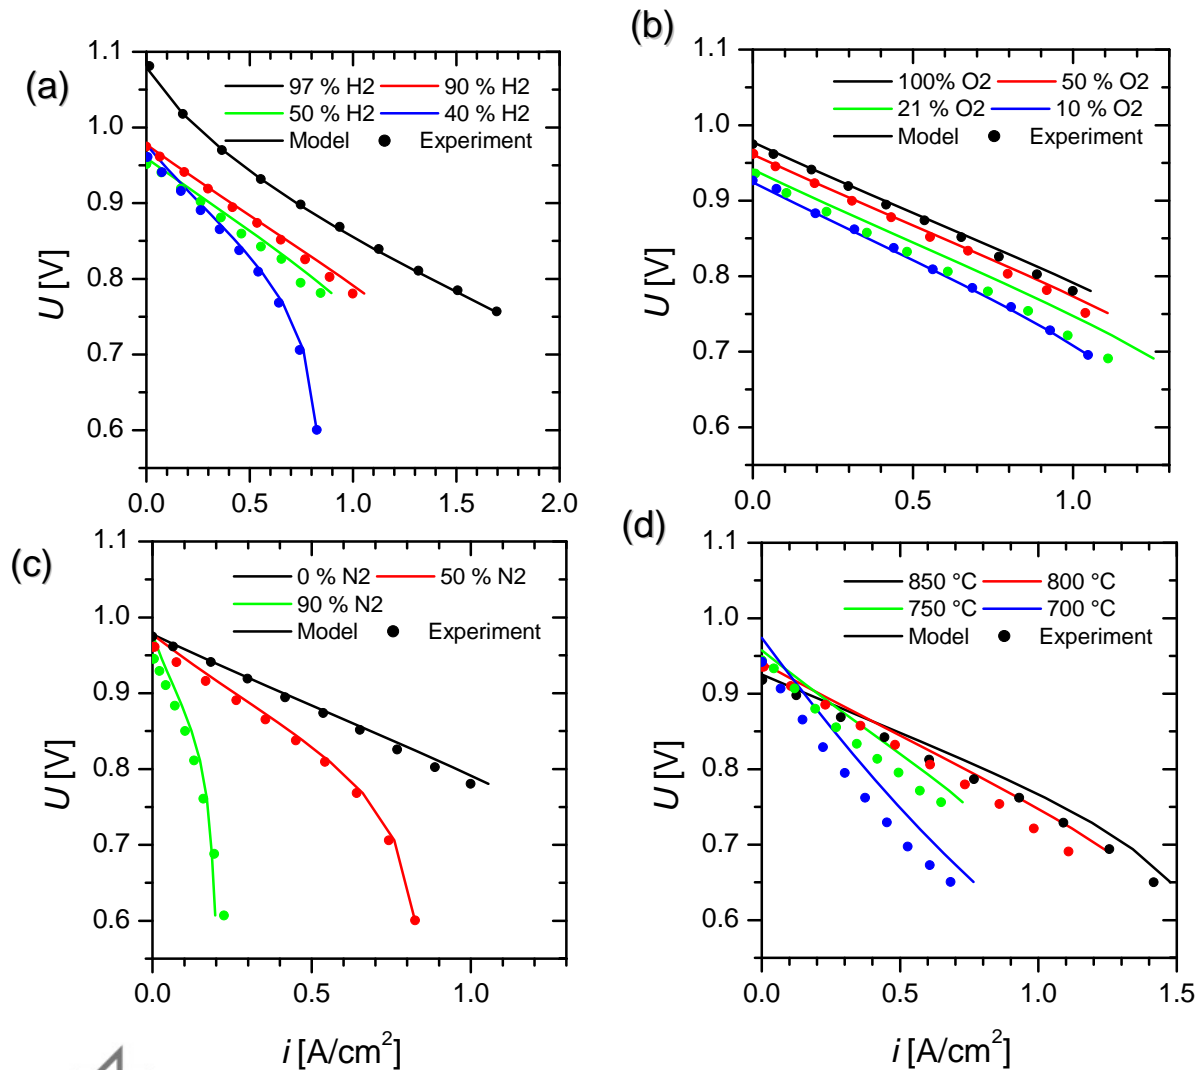 (a)
1.1
1.0
0.9
0.8
0.7
0.6
U [V]
97 % H2 90 % H2
50 % H2 40 % H2
Model Experiment
0.0 0.5 1.0 1.5 2.0
(b)
1.1
1.0
0.9
0.8
0.7
0.6
U [V]
100% O2 50 % O2
21 % O2 10 % O2
Model Experiment
0.0 0.5 1.0
(c)
1.1
1.0
0.9
0.8
0.7
0.6
U [V]
0 % N2 50 % N2
90 % N2
Model Experiment
0.0 0.5 1.0
i [A/cm²]
(d)
1.1
1.0
0.9
0.8
0.7
0.6
U [V]
850 °C 800 °C
750 °C 700 °C
Model Experiment
0.0 0.5 1.0 1.5
i [A/cm²]